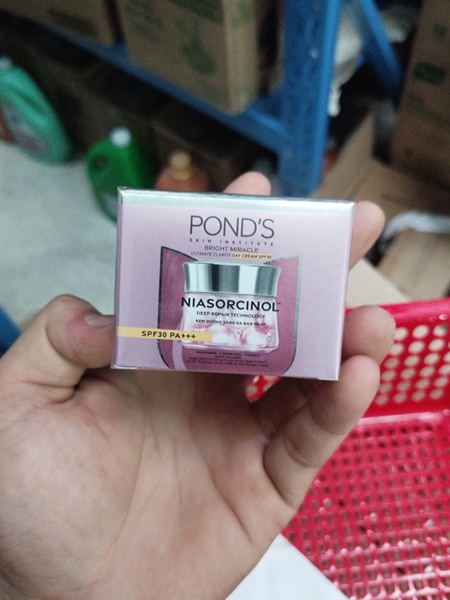 POND'S
SKIN INSTITUTE
BRIGHT MIRACLE
ULTIMATE CLARITY DAY CREAM SPF30
NIASORCINOL
DEEP REPAIR TECHNOLOGY
KEM DƯỠNG SÁNG DA BAN NGÀY
SPF30 PA+++